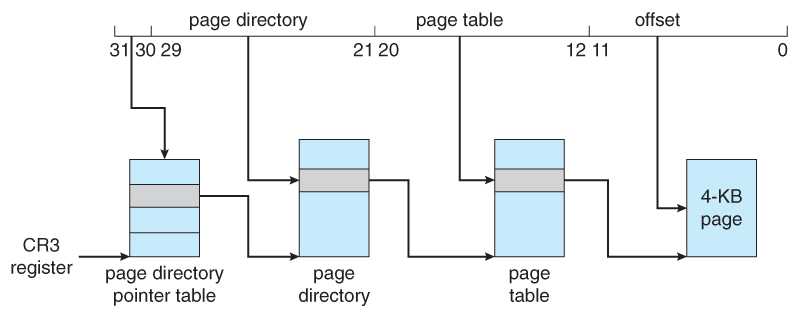 page directory page table offset
31 30 29 21 20 12 11 0
4-KB
page
CR3
register
page directory
pointer table
page
directory
page
table